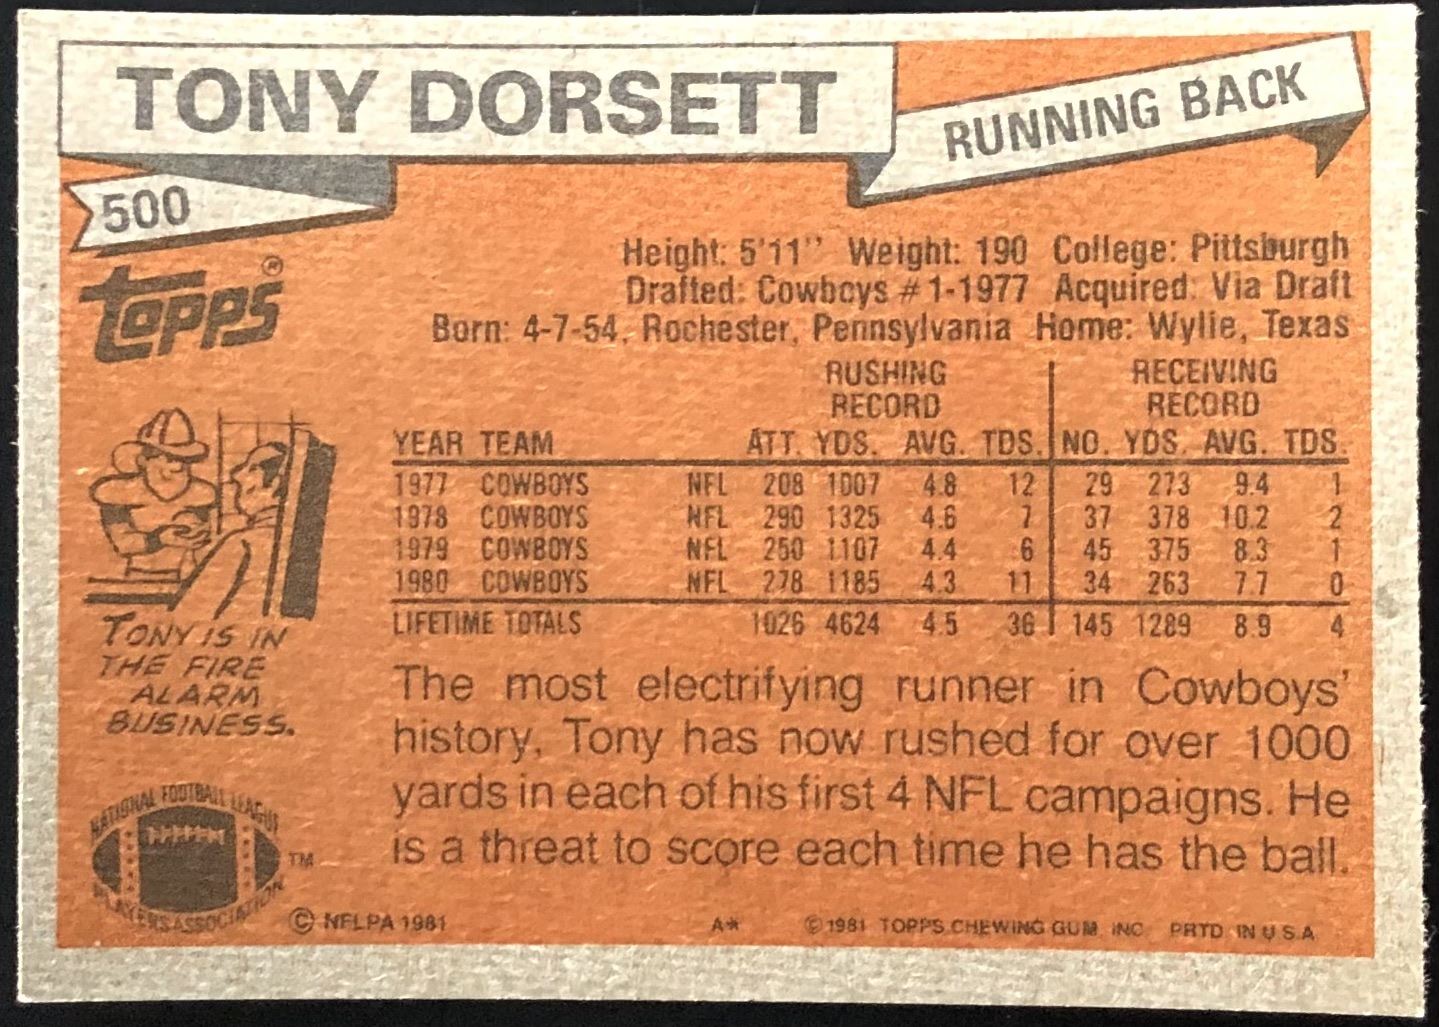 TONY DORSETT
RUNNING BACK
500
TOPPS ®
Height: 5'11" Weight: 190 College: Pittsburgh
Drafted: Cowboys # 1-1977 Acquired: Via Draft
Born: 4-7-54, Rochester, Pennsylvania Home: Wylie, Texas
RUSHING RECORD RECEIVING RECORD
YEAR TEAM ATT. YDS. AVG. TDS. NO. YDS. AVG. TDS.
1977 COWBOYS NFL 208 1007 4.8 12 29 273 9.4 1
1978 COWBOYS NFL 290 1325 4.6 7 37 378 10.2 2
1979 COWBOYS NFL 250 1107 4.4 6 45 375 8.3 1
1980 COWBOYS NFL 278 1185 4.3 11 34 263 7.7 0
LIFETIME TOTALS 1026 4624 4.5 36 145 1289 8.9 4
TONY IS IN
THE FIRE
ALARM
BUSINESS.
The most electrifying runner in Cowboys'
history, Tony has now rushed for over 1000
yards in each of his first 4 NFL campaigns. He
is a threat to score each time he has the ball.
NATIONAL FOOTBALL LEAGUE
PLAYERS ASSOCIATION
TM
© NFLPA 1981 A* © 1981 TOPPS CHEWING GUM, INC. PRTD. IN U.S.A.